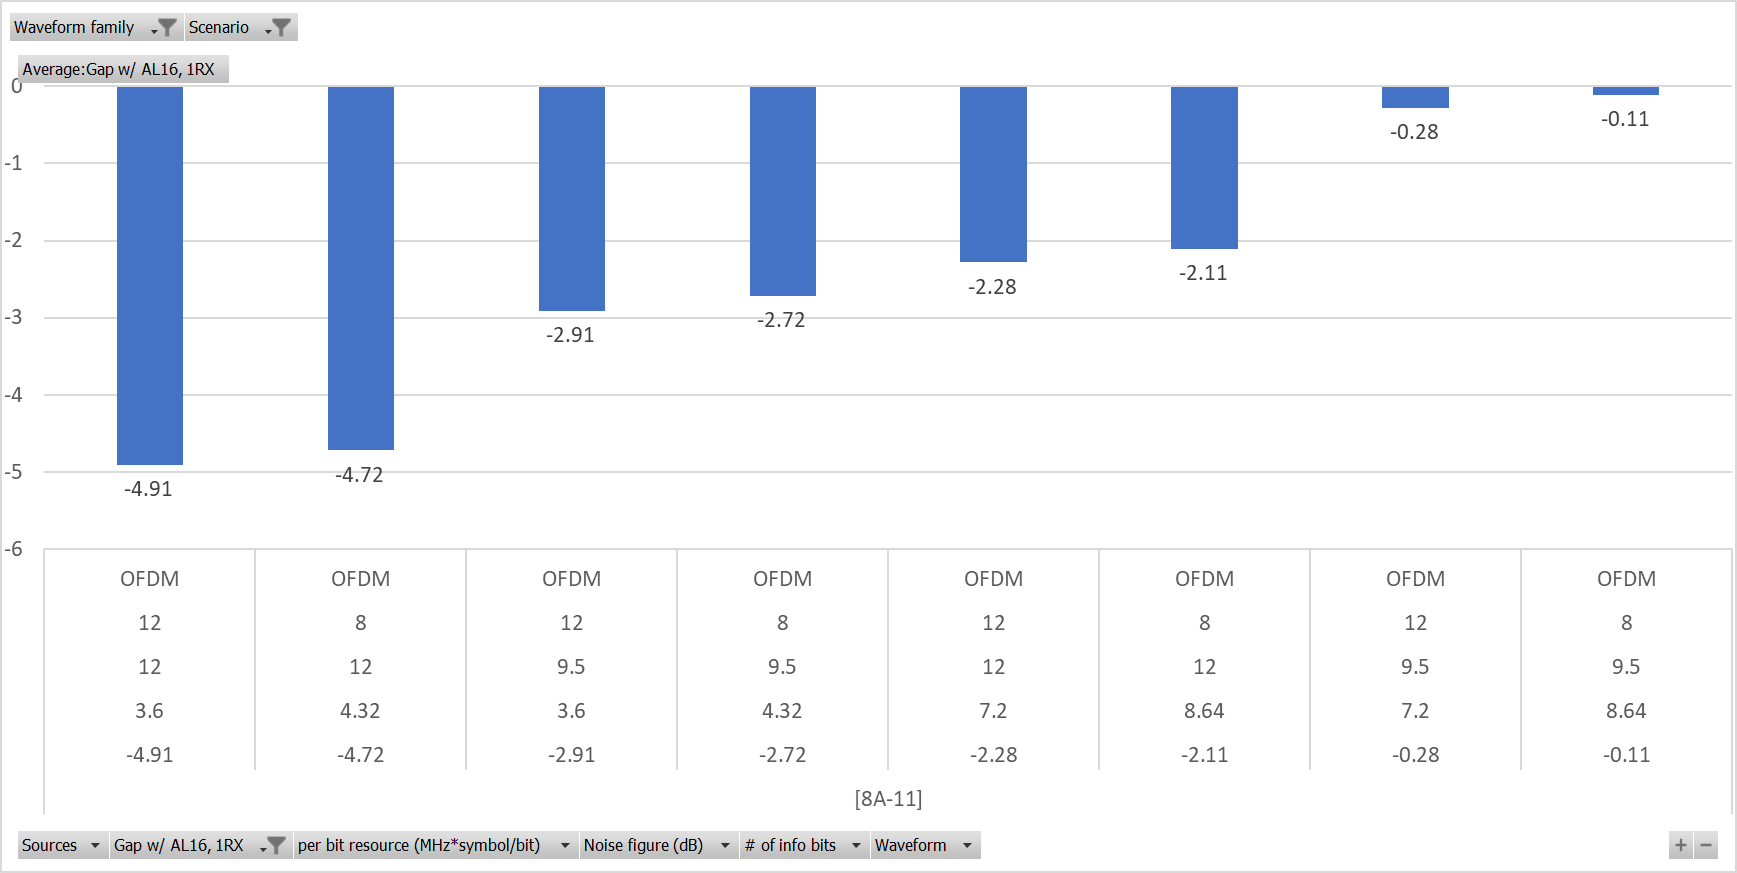 Waveform family Scenario
Average:Gap w/ AL16, 1RX
0
-1
-2
-3
-4
-5
-6
-4.91
-4.72
-2.91
-2.72
-2.28
-2.11
-0.28
-0.11
OFDM OFDM OFDM OFDM OFDM OFDM OFDM OFDM
12 8 12 8 12 8 12 8
12 12 9.5 9.5 12 12 9.5 9.5
3.6 4.32 3.6 4.32 7.2 8.64 7.2 8.64
-4.91 -4.72 -2.91 -2.72 -2.28 -2.11 -0.28 -0.11
[8A-11]
Sources Gap w/ AL16, 1RX per bit resource (MHz*symbol/bit) Noise figure (dB) # of info bits Waveform + −